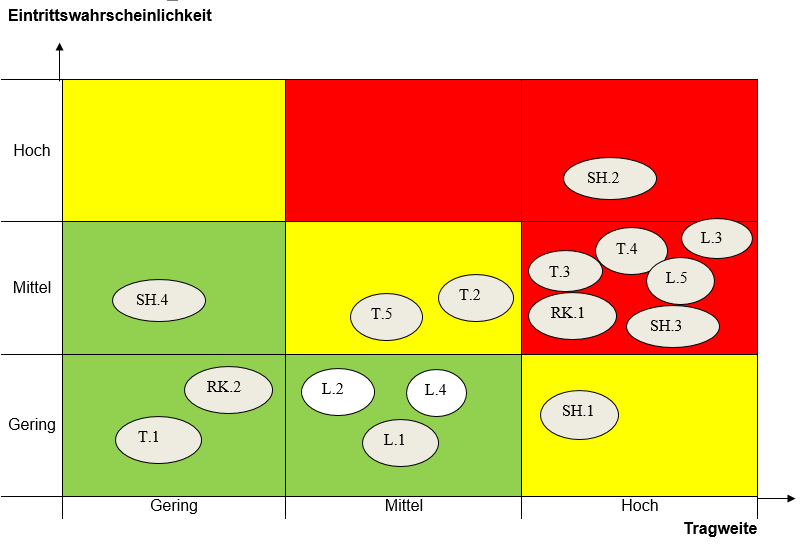 Eintrittswahrscheinlichkeit
Hoch
SH.2
Mittel
SH.4
T.5
T.2
T.3
T.4
L.3
L.5
RK.1
SH.3
Gering
RK.2
T.1
L.2
L.4
L.1
SH.1
Gering
Mittel
Hoch
Tragweite